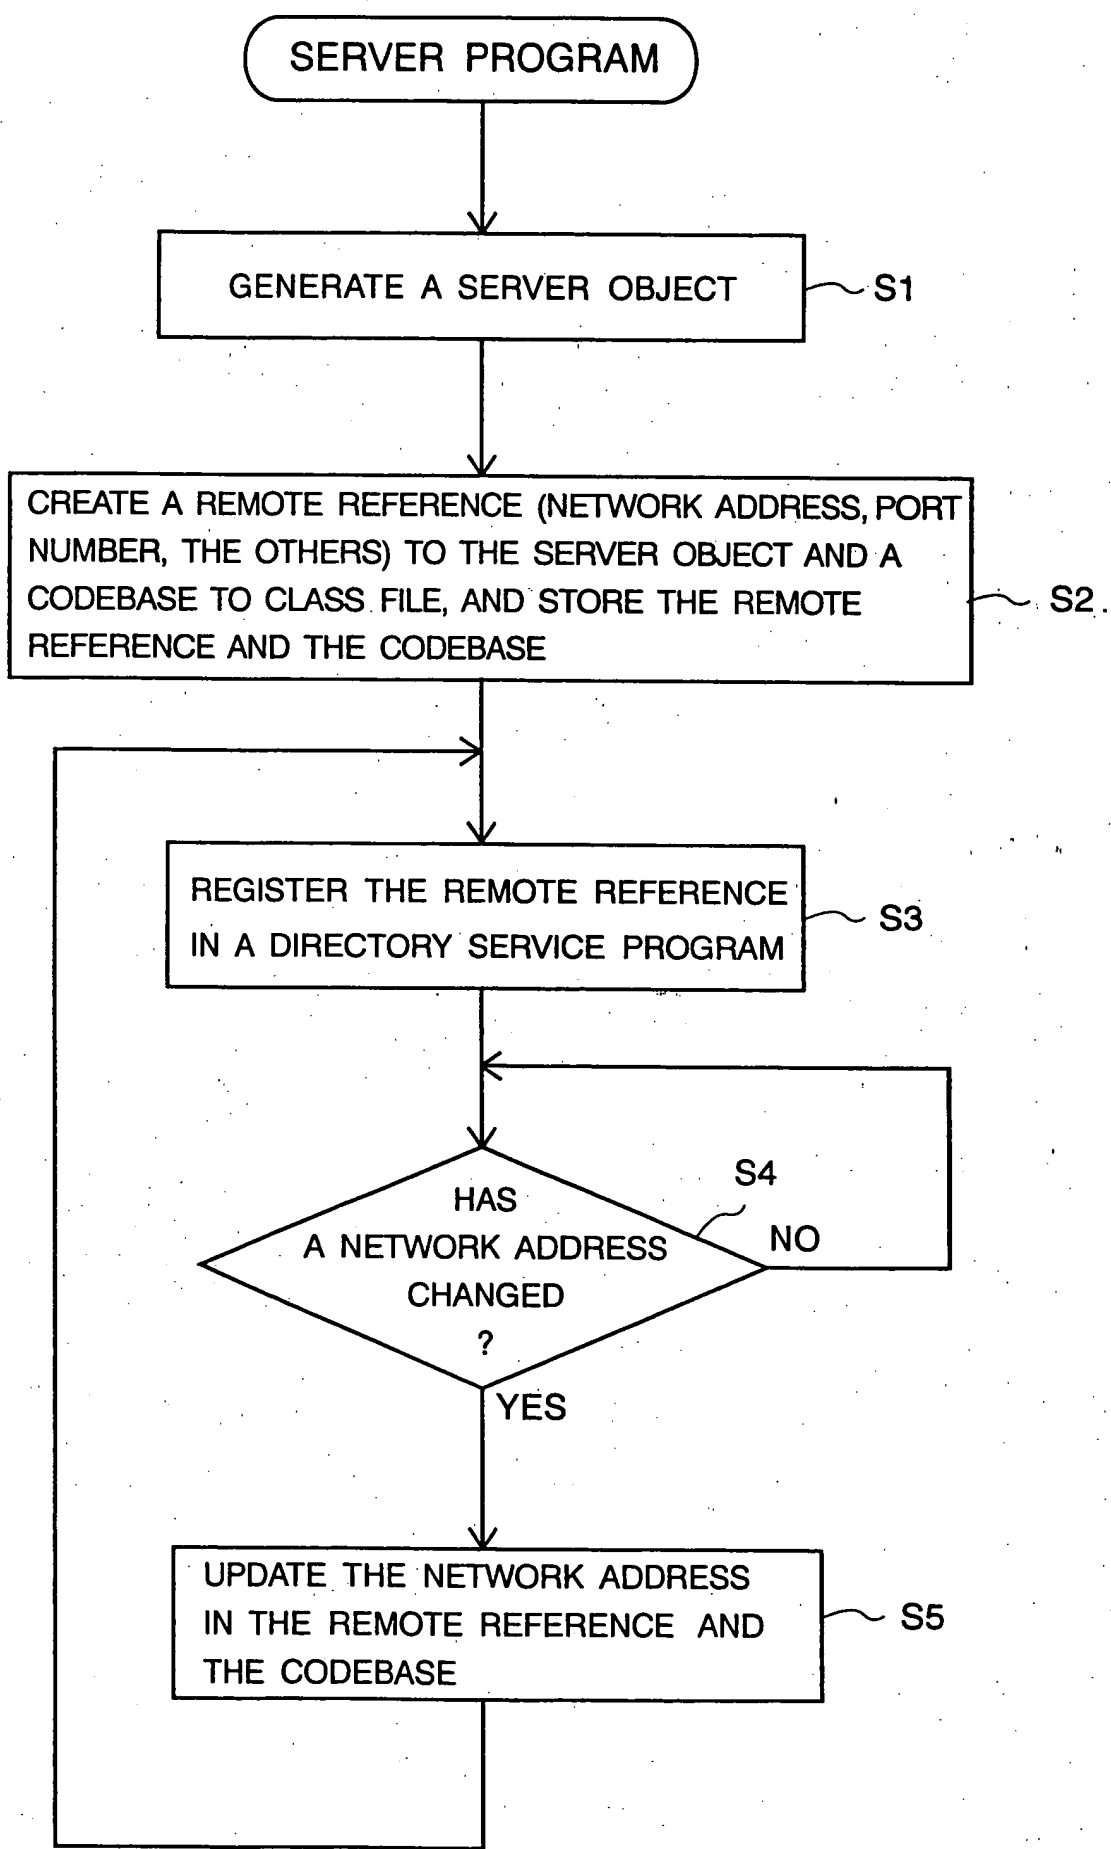 SERVER PROGRAM
GENERATE A SERVER OBJECT
S1
CREATE A REMOTE REFERENCE (NETWORK ADDRESS, PORT
NUMBER, THE OTHERS) TO THE SERVER OBJECT AND A
CODEBASE TO CLASS FILE, AND STORE THE REMOTE
REFERENCE AND THE CODEBASE
S2
REGISTER THE REMOTE REFERENCE
IN A DIRECTORY SERVICE PROGRAM
S3
S4
HAS
A NETWORK ADDRESS
CHANGED
?
NO
YES
UPDATE THE NETWORK ADDRESS
IN THE REMOTE REFERENCE AND
THE CODEBASE
S5